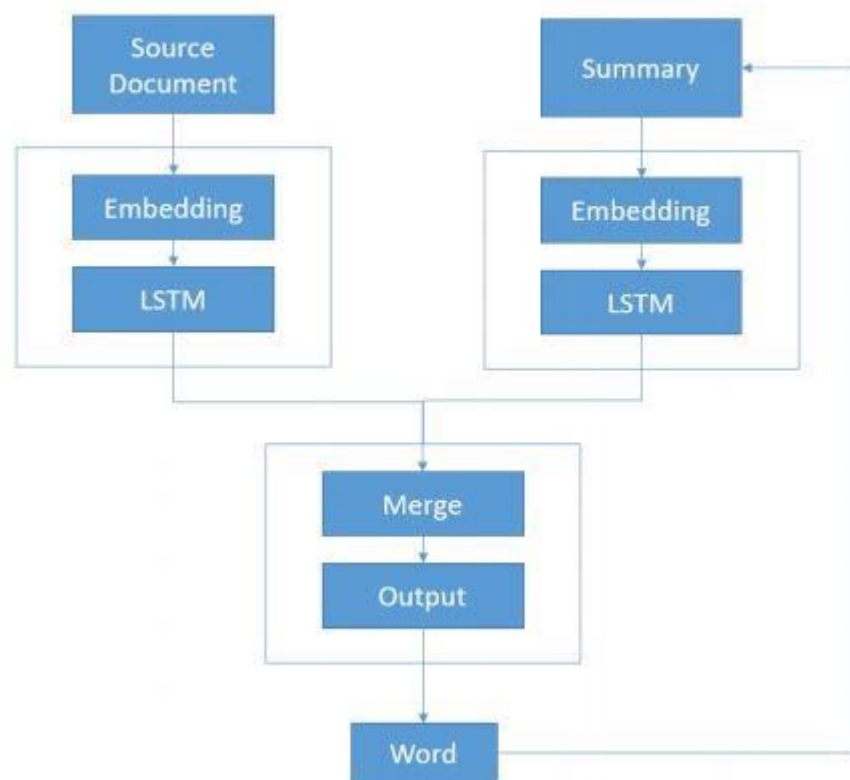 Source
Document
Summary
Embedding
LSTM
Embedding
LSTM
Merge
Output
Word